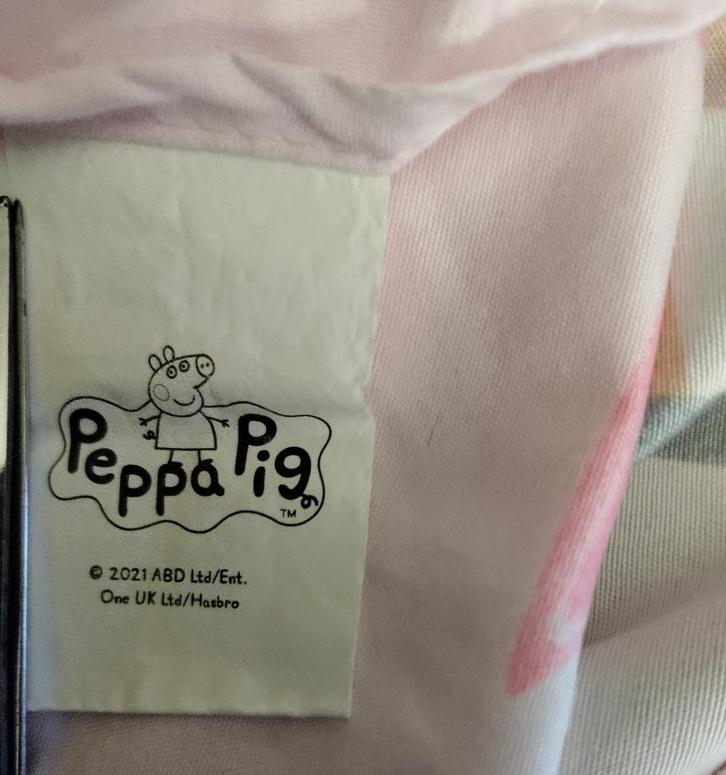 Peppa Pig
TM
© 2021 ABD Ltd/Ent.
One UK Ltd/Hasbro